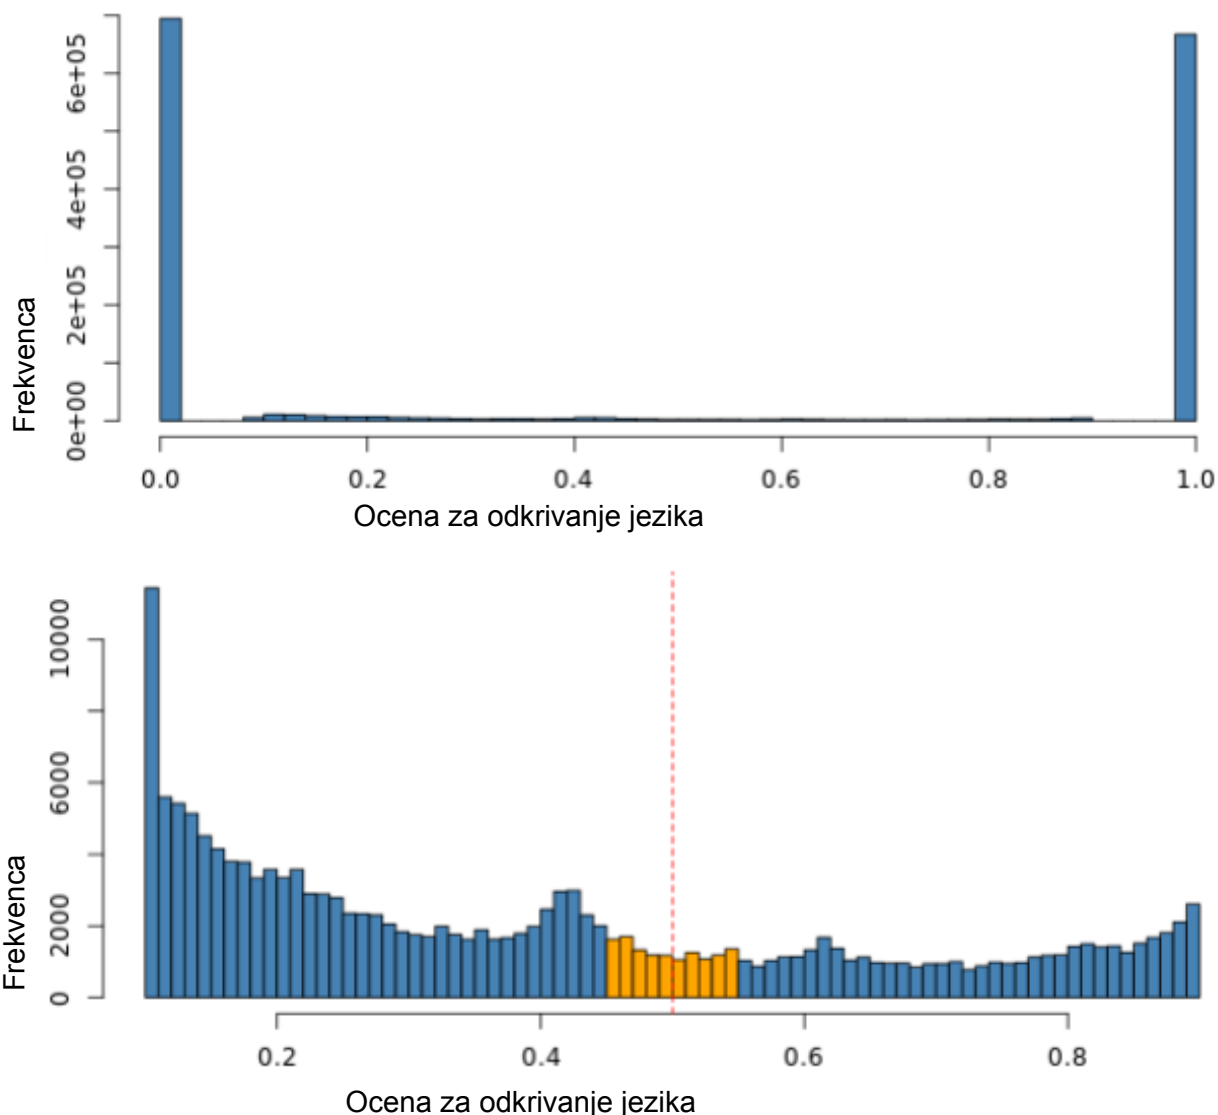 6e+05
4e+05
2e+05
0e+00
Frekvenca
0.0 0.2 0.4 0.6 0.8 1.0
Ocena za odkrivanje jezika
10000
6000
2000
0
Frekvenca
0.2 0.4 0.6 0.8
Ocena za odkrivanje jezika